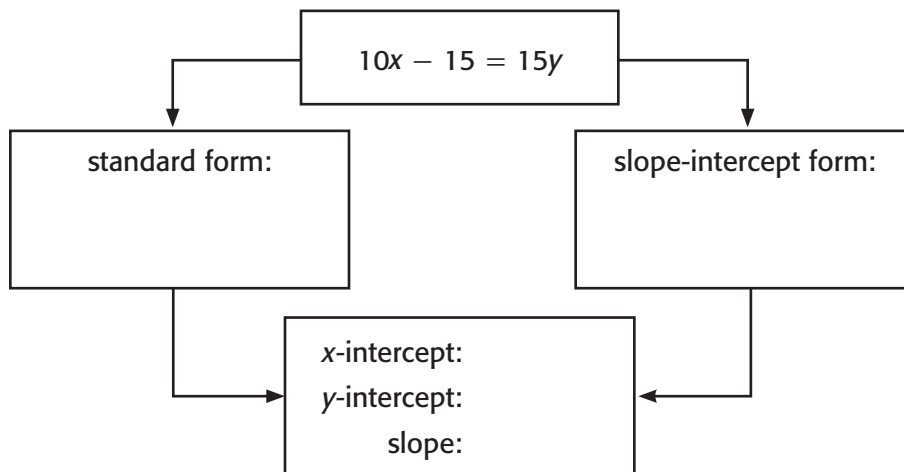 10x − 15 = 15y
standard form:
slope-intercept form:
x-intercept:
y-intercept:
slope: